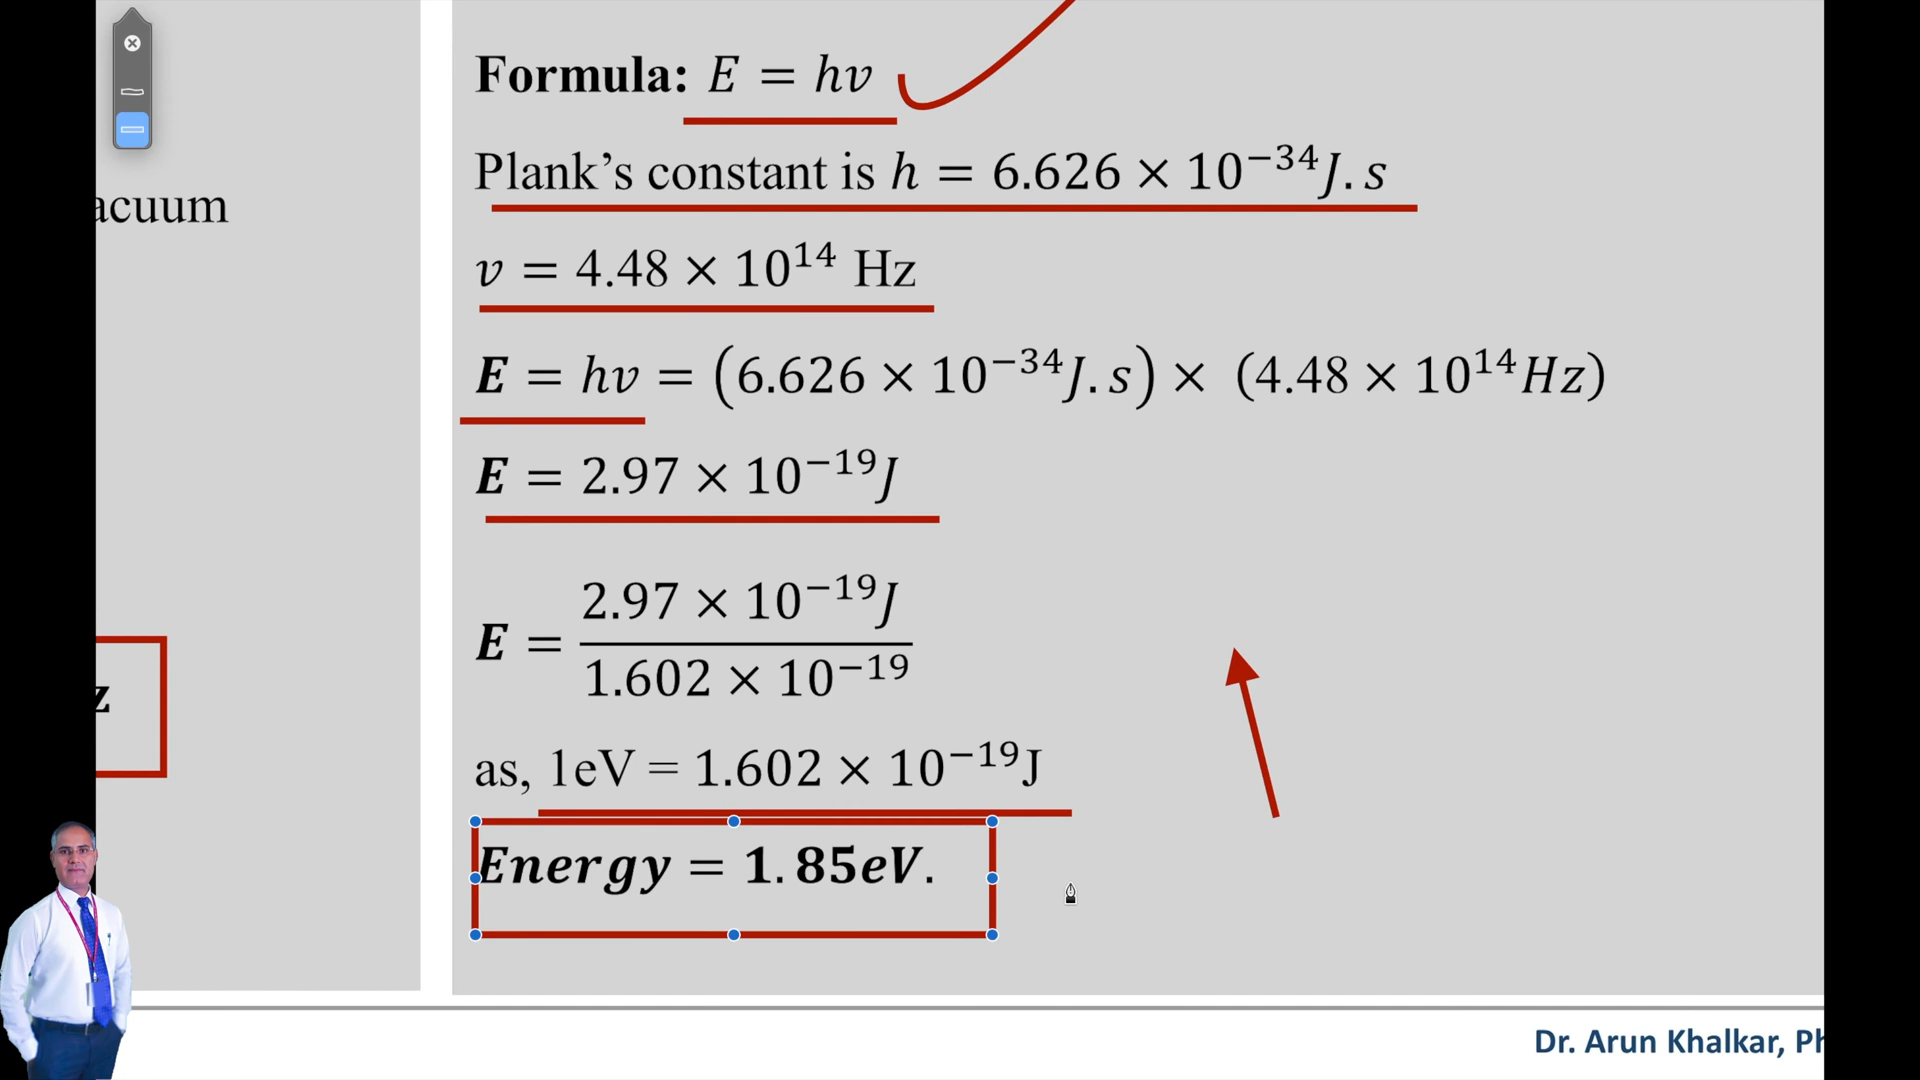 acuum
z
Formula: E = hν
Plank’s constant is h = 6.626 × 10⁻³⁴J.s
ν = 4.48 × 10¹⁴ Hz
E = hν = (6.626 × 10⁻³⁴J.s) × (4.48 × 10¹⁴Hz)
E = 2.97 × 10⁻¹⁹J
E = 2.97 × 10⁻¹⁹J / 1.602 × 10⁻¹⁹
as, 1eV = 1.602 × 10⁻¹⁹J
Energy = 1.85eV.
Dr. Arun Khalkar, Ph